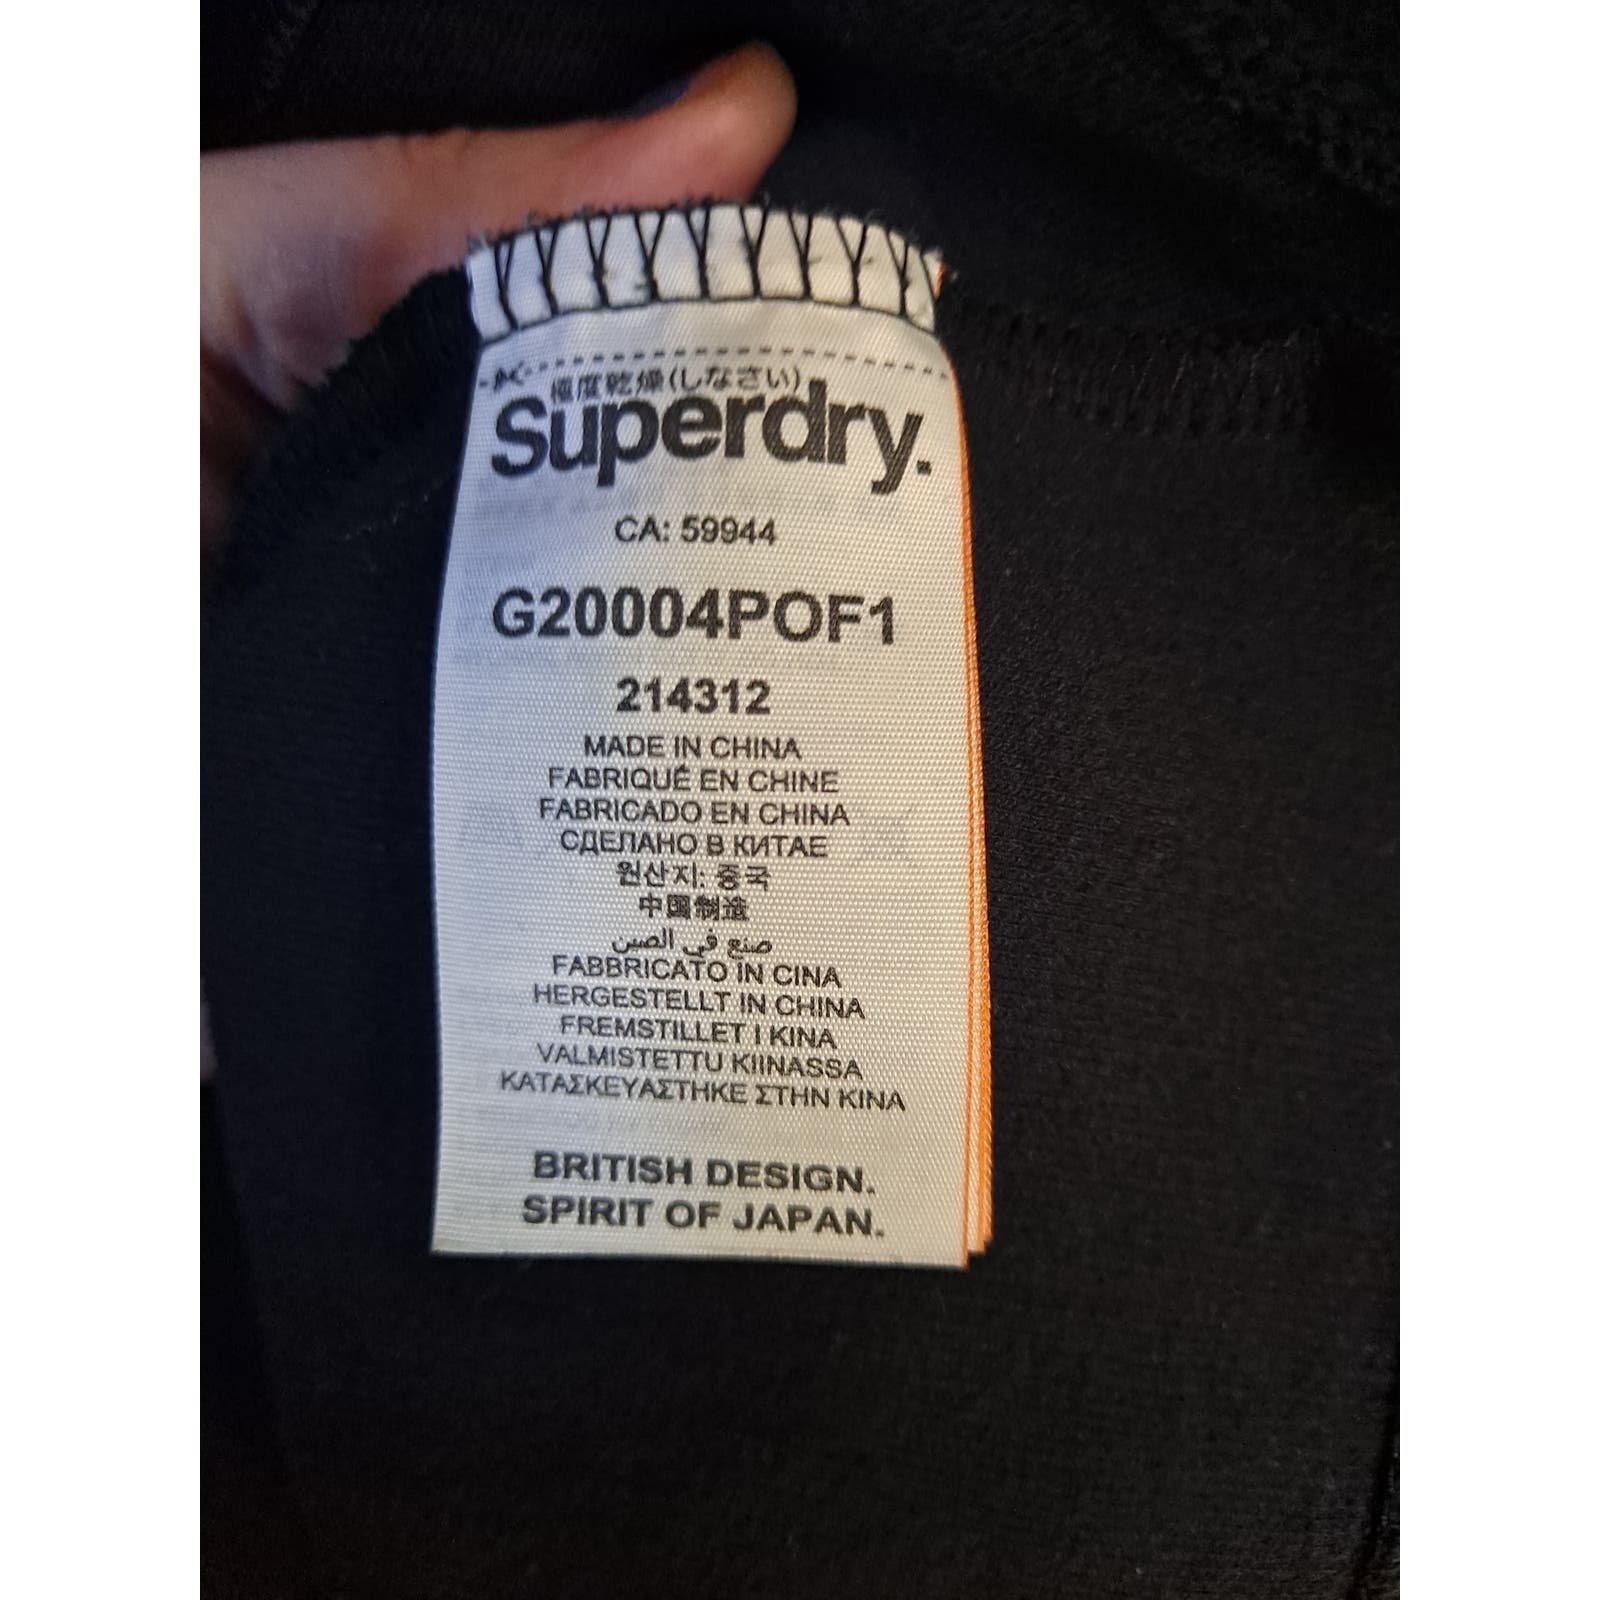 極度乾燥(しなさい)
Superdry.
CA: 59944
G20004POF1
214312
MADE IN CHINA
FABRIQUÉ EN CHINE
FABRICADO EN CHINA
СДЕЛАНО В КИТАЕ
원산지: 중국
中国制造
صنع في الصين
FABBRICATO IN CINA
HERGESTELLT IN CHINA
FREMSTILLET I KINA
VALMISTETTU KIINASSA
ΚΑΤΑΣΚΕΥΑΣΤΗΚΕ ΣΤΗΝ ΚΙΝΑ
BRITISH DESIGN.
SPIRIT OF JAPAN.